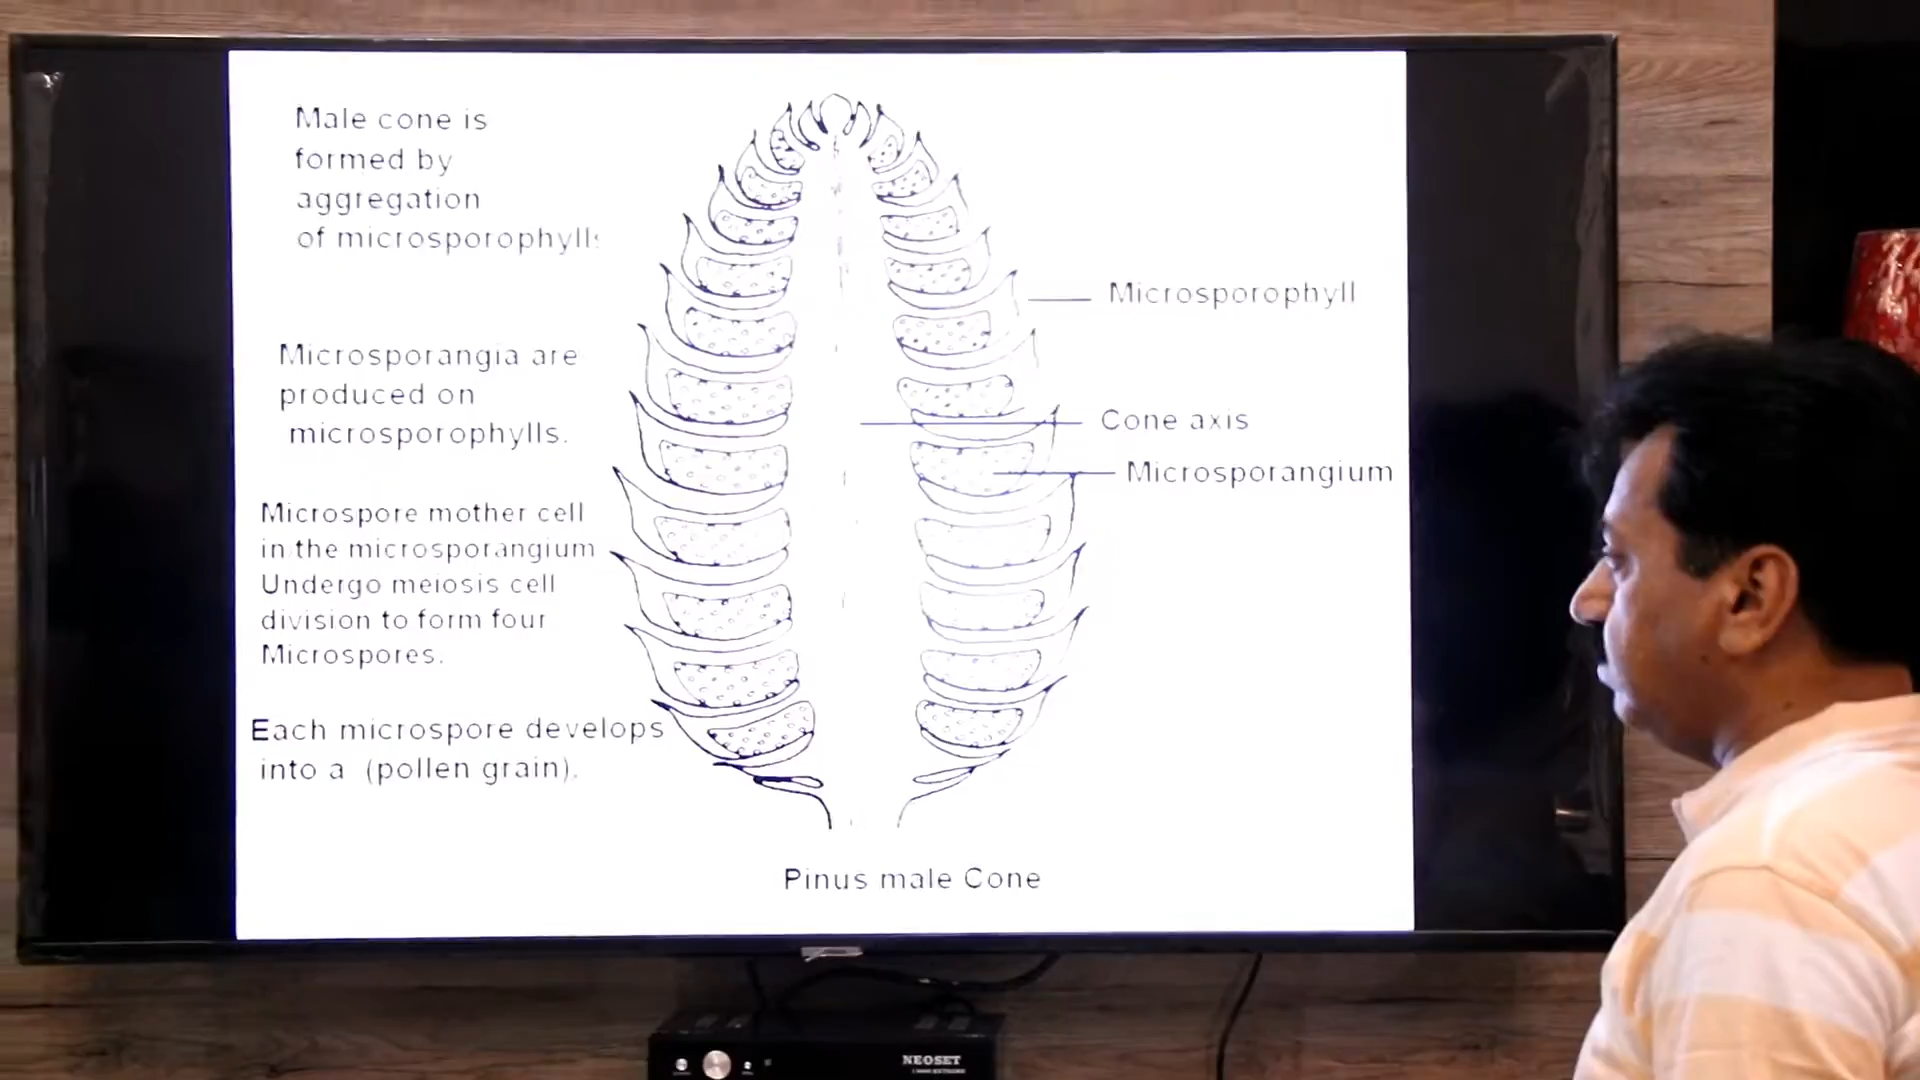 Male cone is
formed by
aggregation
of microsporophylls
Microsporangia are
produced on
microsporophylls.
Microspore mother cell
in the microsporangium
Undergo meiosis cell
division to form four
Microspores.
Each microspore develops
into a (pollen grain).
Microsporophyll
Cone axis
Microsporangium
Pinus male Cone
NEOSET